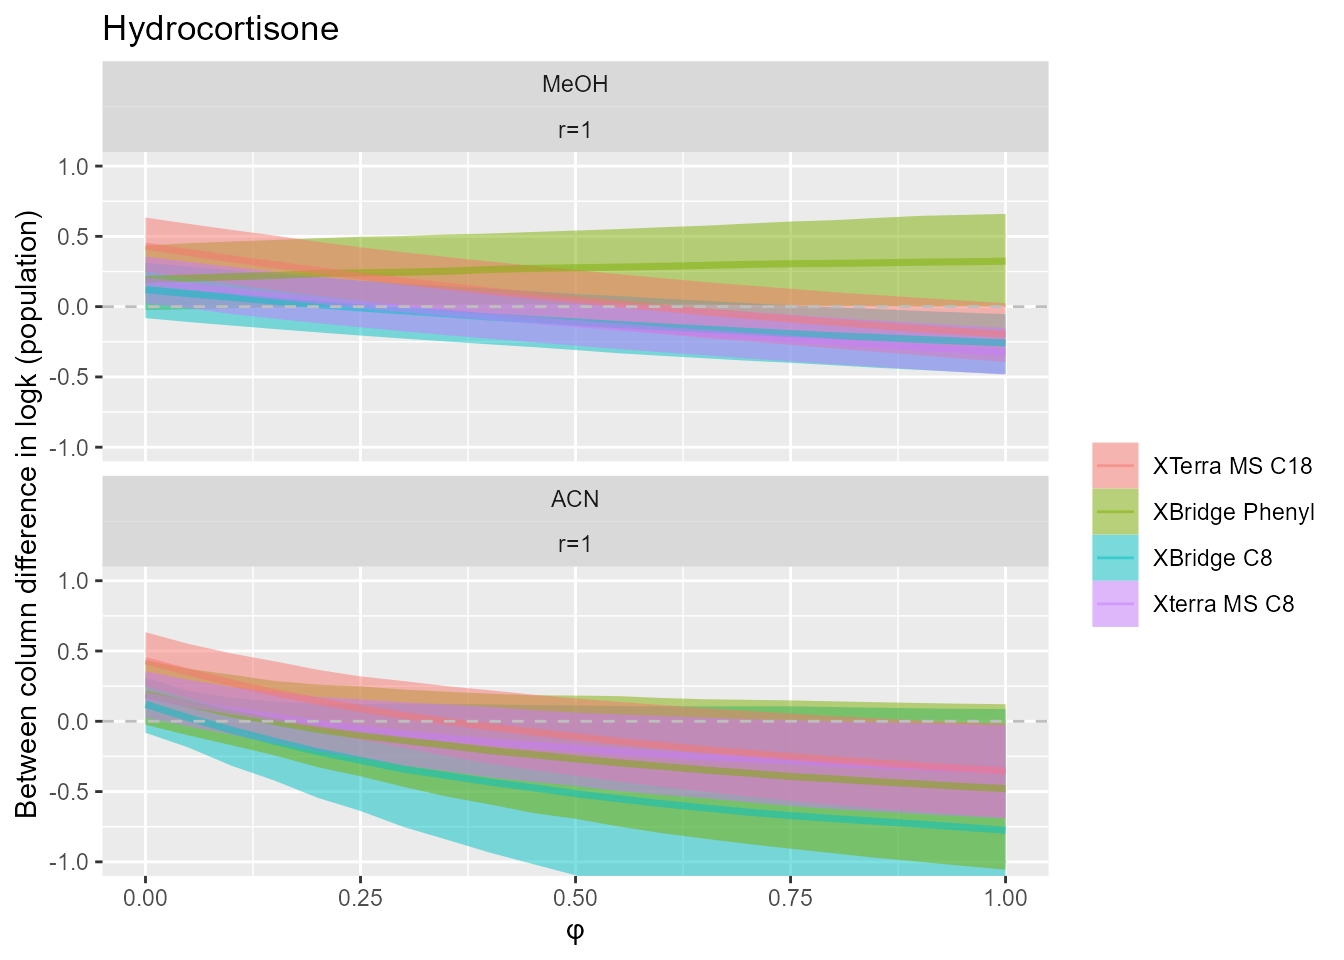 Hydrocortisone
MeOH
r=1
1.0
0.5
0.0
-0.5
-1.0
ACN
r=1
1.0
0.5
0.0
-0.5
-1.0
0.00 0.25 0.50 0.75 1.00
φ
Between column difference in logk (population)
XTerra MS C18
XBridge Phenyl
XBridge C8
Xterra MS C8